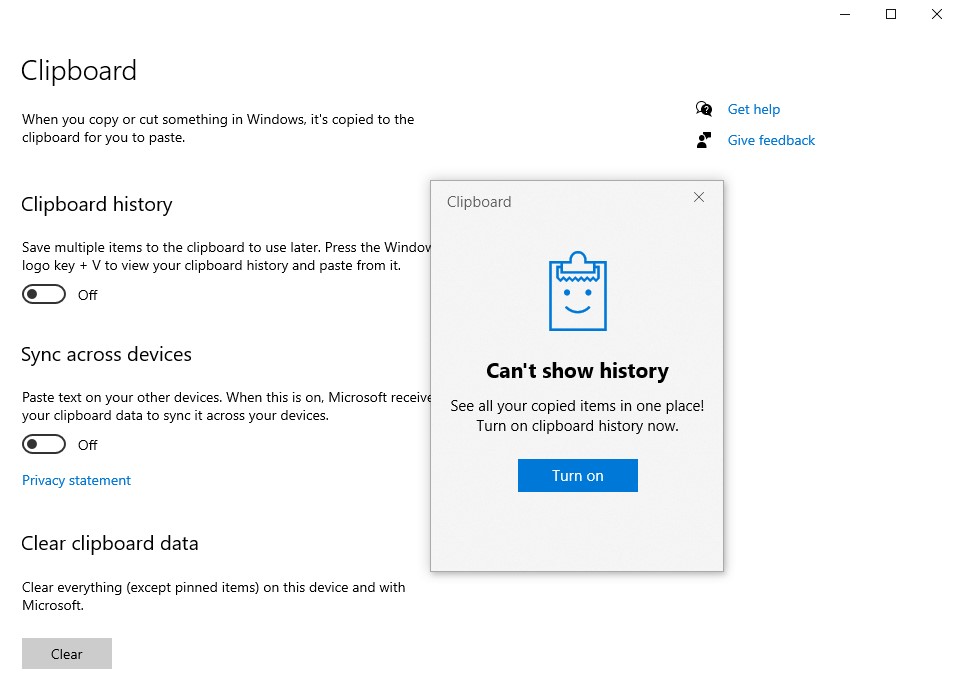 Clipboard
When you copy or cut something in Windows, it's copied to the
clipboard for you to paste.
Get help
Give feedback
Clipboard history
Save multiple items to the clipboard to use later. Press the Window
logo key + V to view your clipboard history and paste from it.
Off
Sync across devices
Paste text on your other devices. When this is on, Microsoft receive
your clipboard data to sync it across your devices.
Off
Privacy statement
Clear clipboard data
Clear everything (except pinned items) on this device and with
Microsoft.
Clear
Clipboard
Can't show history
See all your copied items in one place!
Turn on clipboard history now.
Turn on